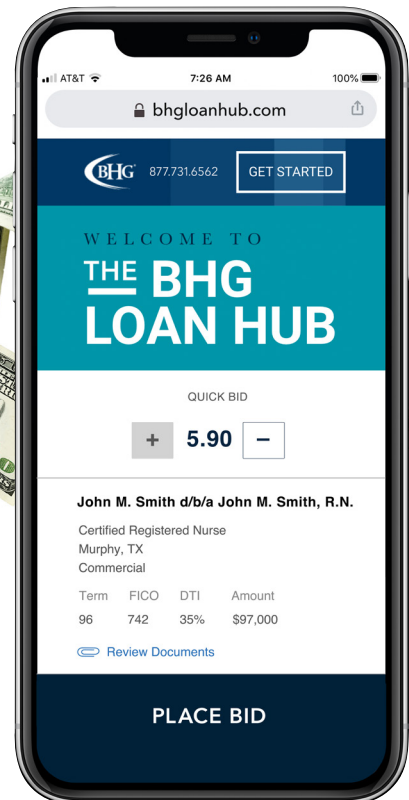 AT&T 7:26 AM 100%
bhgloanhub.com
BHG 877.731.6562 GET STARTED
WELCOME TO
THE BHG
LOAN HUB
QUICK BID
+ 5.90 −
John M. Smith d/b/a John M. Smith, R.N.
Certified Registered Nurse
Murphy, TX
Commercial
Term FICO DTI Amount
96 742 35% $97,000
Review Documents
PLACE BID